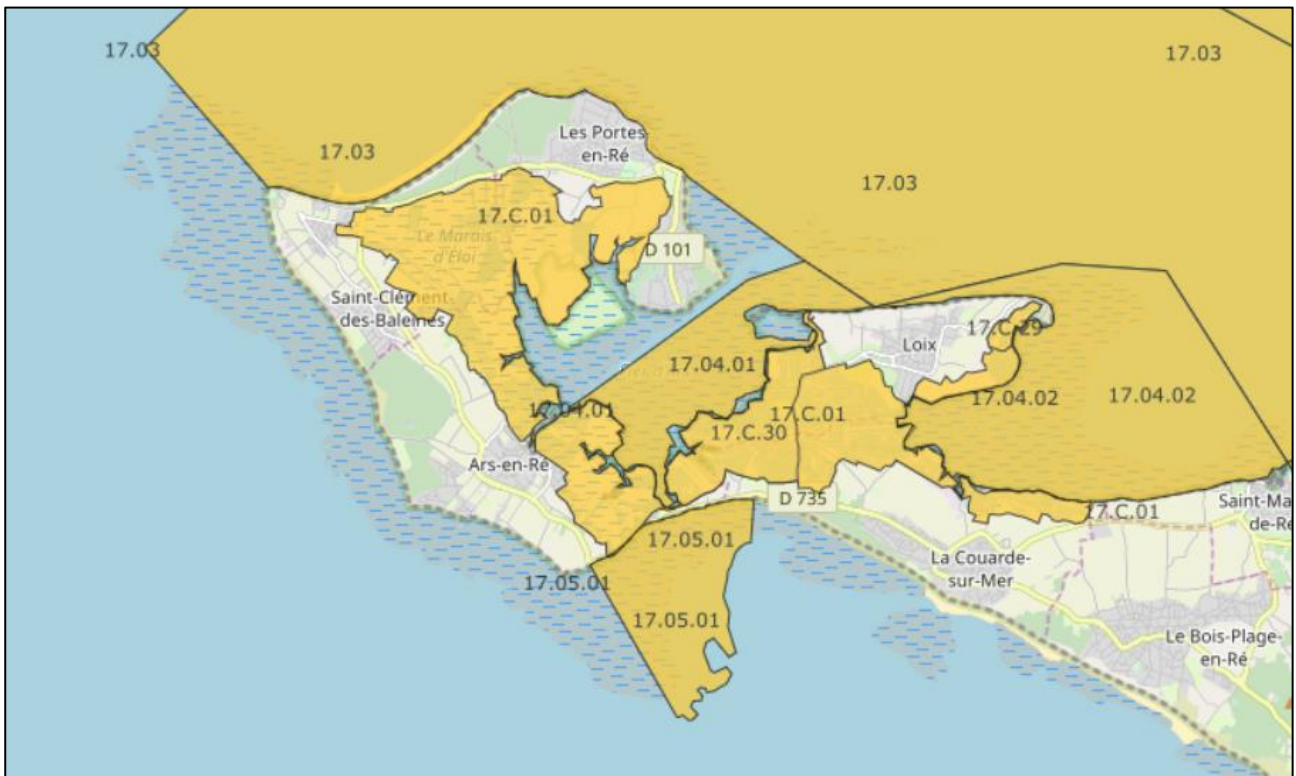 17.03
17.03
Les Portes-
en-Ré
17.03
17.03
17.C.01
Le Marais
d'Eloi
D 101
Saint-Clément-
des-Baleines
17.C.29
Loix
17.04.01
17.04.02
17.04.02
17.04.01
17.C.01
17.C.30
Ars-en-Ré
D 735
17.C.01
Saint-Ma
de-Ré
17.05.01
La Couarde-
sur-Mer
17.05.01
17.05.01
Le Bois-Plage-
en-Ré